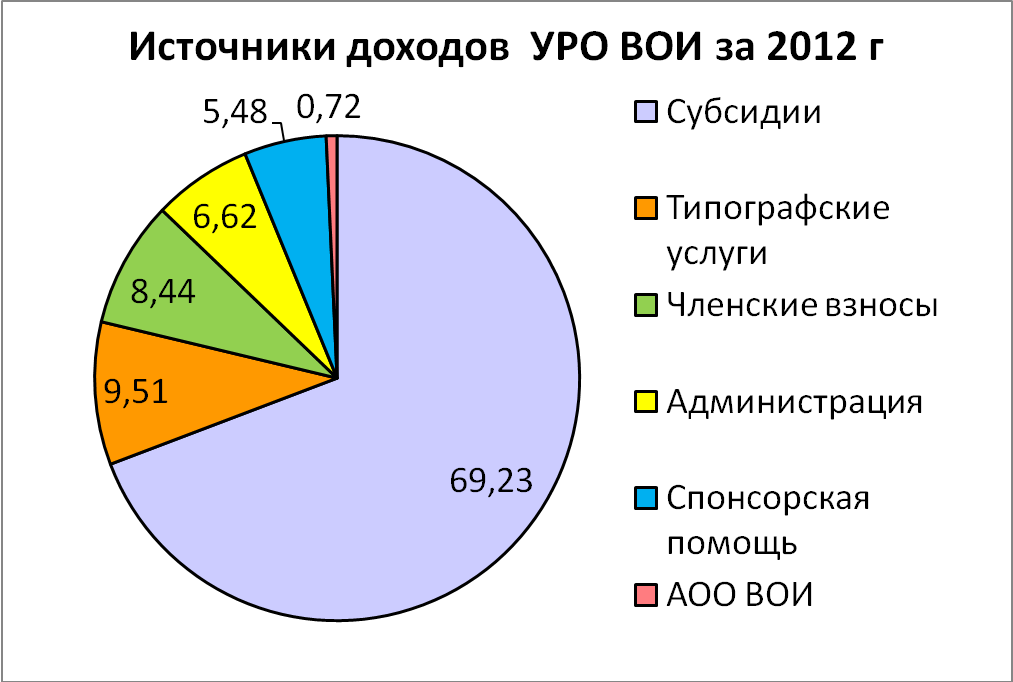 Источники доходов  УРО ВОИ за 2012 г
5,48
0,72
6,62
8,44
9,51
69,23
Субсидии
Типографские
услуги
Членские взносы
Администрация
Спонсорская
помощь
АОО ВОИ